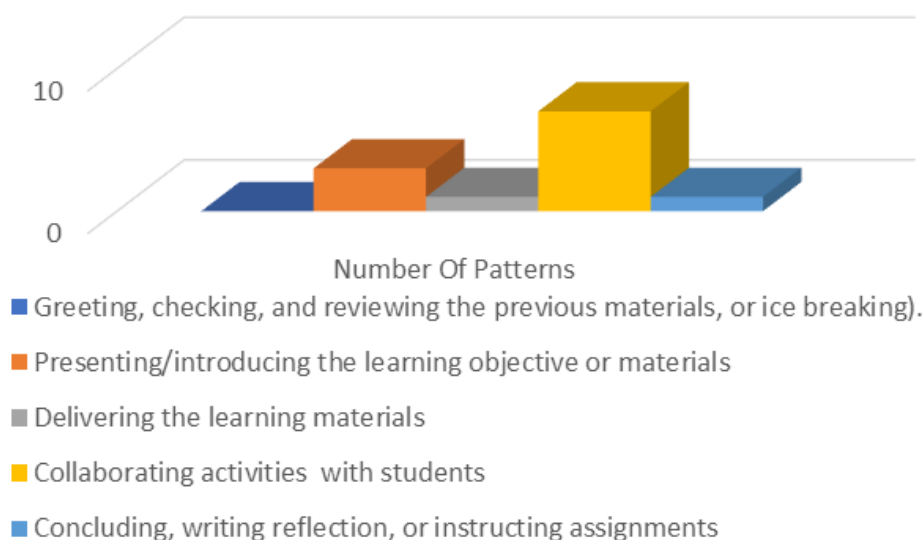 10
0
Number Of Patterns
Greeting, checking, and reviewing the previous materials, or ice breaking).
Presenting/introducing the learning objective or materials
Delivering the learning materials
Collaborating activities  with students
Concluding, writing reflection, or instructing assignments